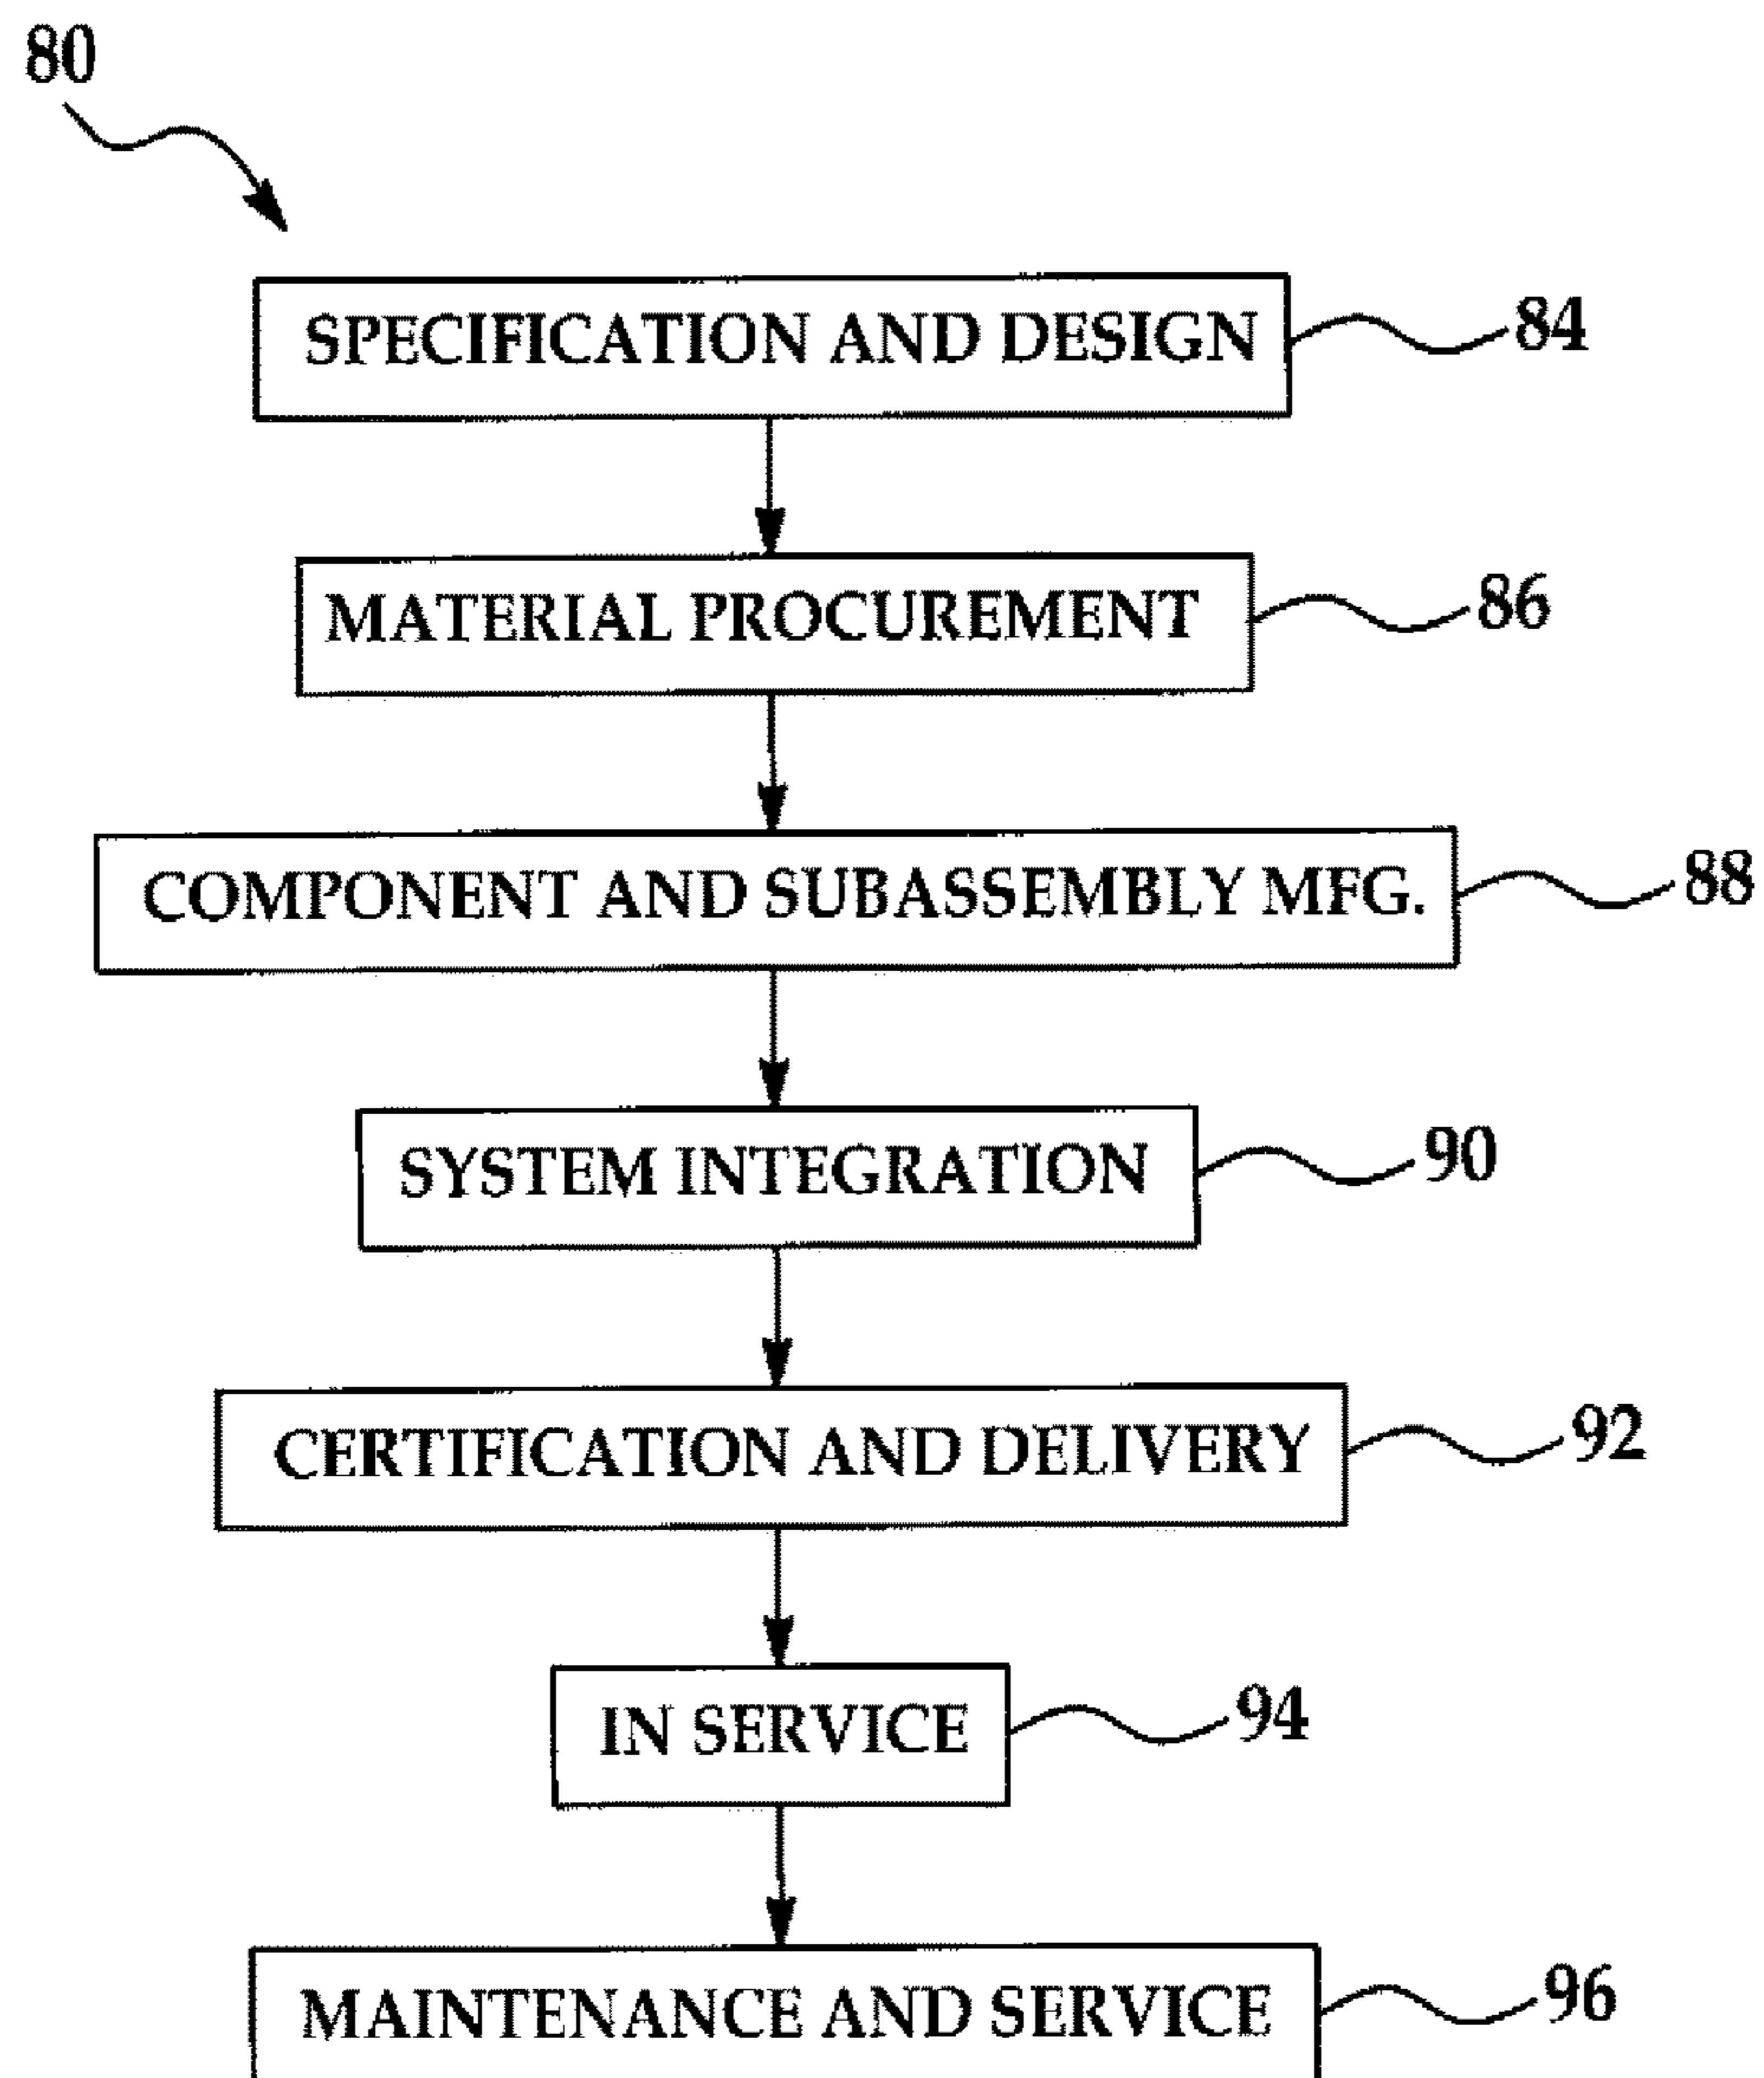 80
SPECIFICATION AND DESIGN 84
MATERIAL PROCUREMENT 86
COMPONENT AND SUBASSEMBLY MFG. 88
SYSTEM INTEGRATION 90
CERTIFICATION AND DELIVERY 92
IN SERVICE 94
MAINTENANCE AND SERVICE 96